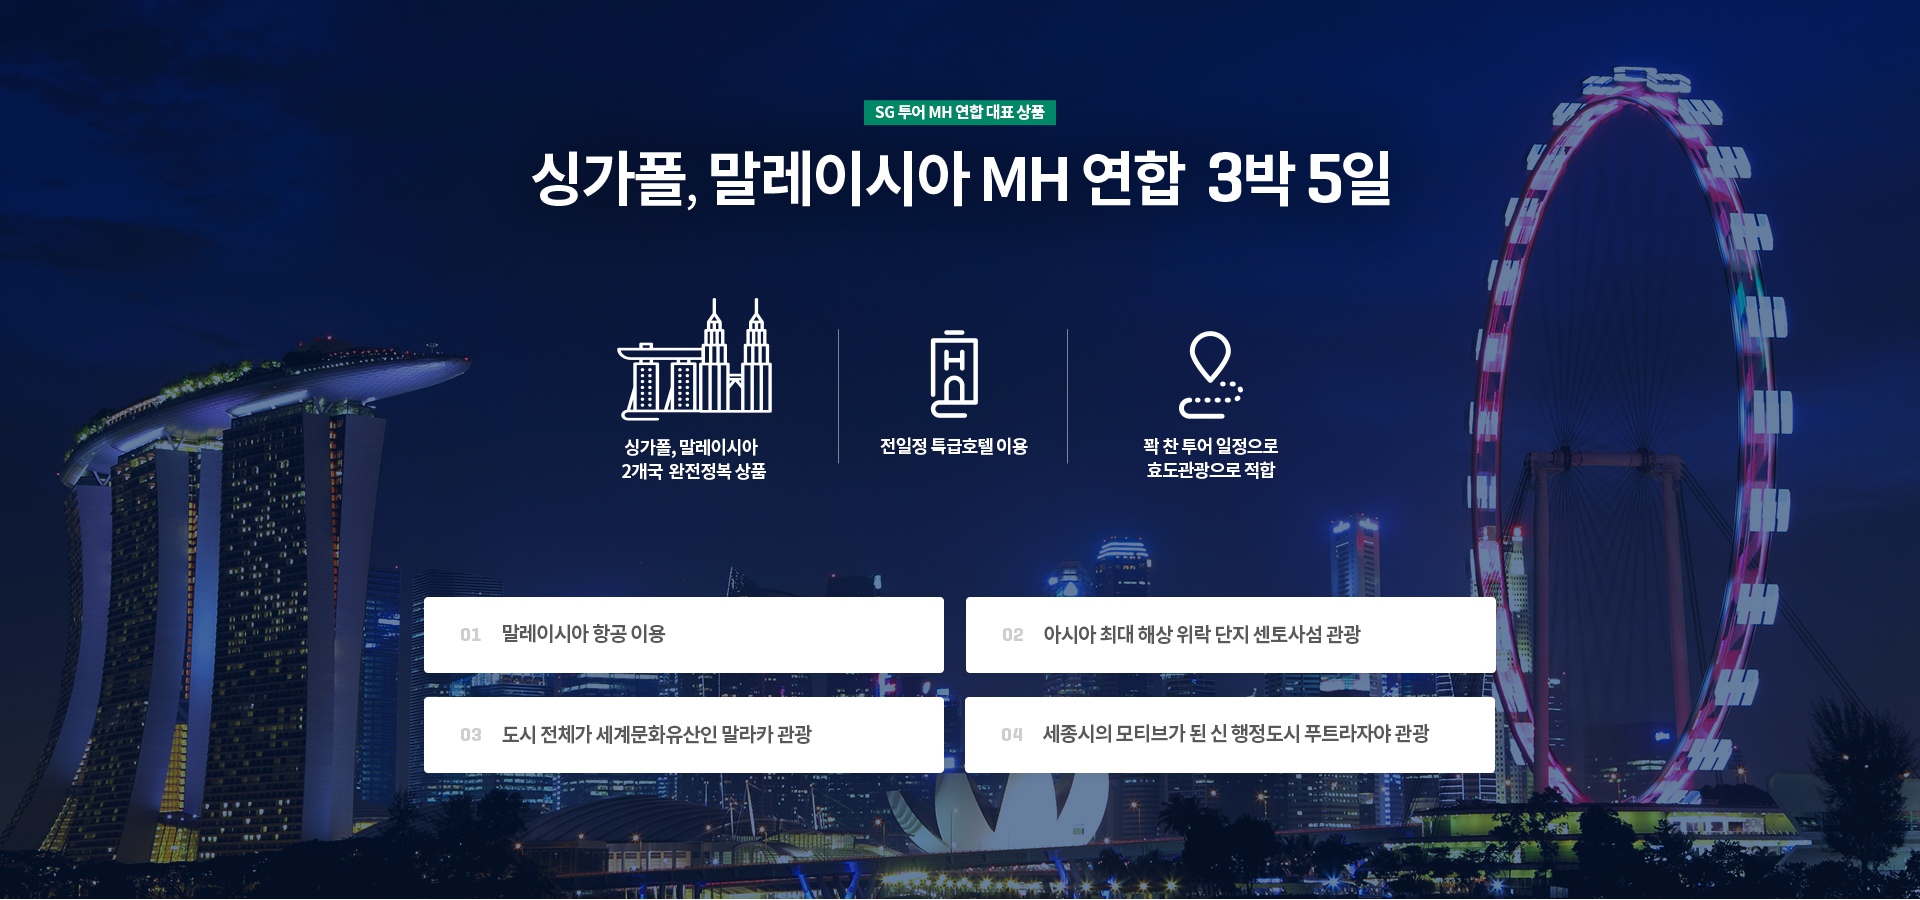 SG 투어 MH 연합 대표 상품
싱가폴, 말레이시아 MH 연합 3박 5일
싱가폴, 말레이시아
2개국 완전정복 상품
전일정 특급호텔 이용
꽉 찬 투어 일정으로
효도관광으로 적합
01 말레이시아 항공 이용
02 아시아 최대 해상 위락 단지 센토사섬 관광
03 도시 전체가 세계문화유산인 말라카 관광
04 세종시의 모티브가 된 신 행정도시 푸트라자야 관광